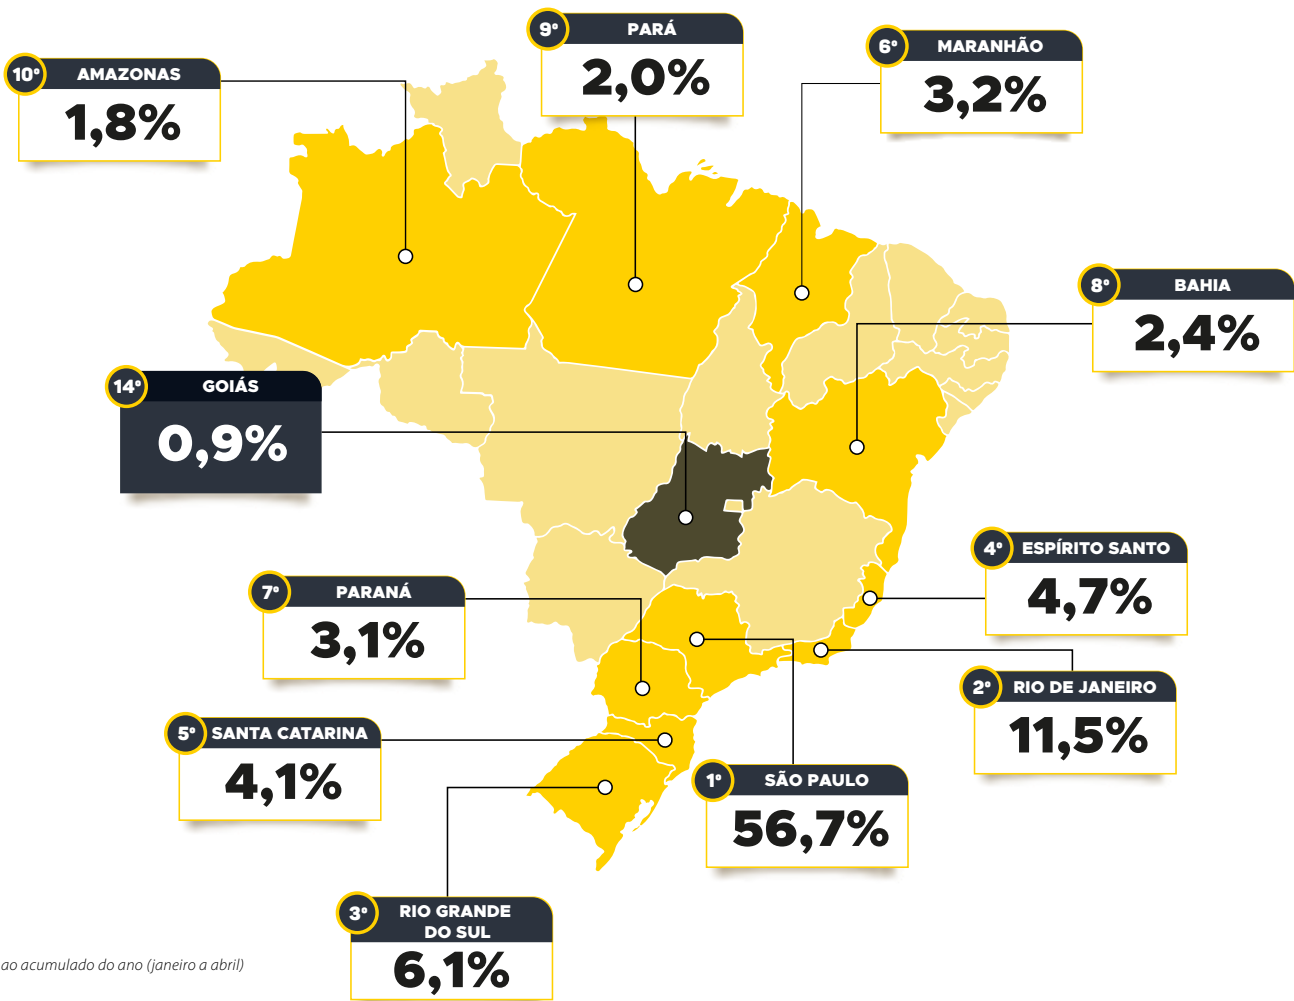 9º
PARÁ
2,0%
6º
MARANHÃO
3,2%
10º
AMAZONAS
1,8%
8º
BAHIA
2,4%
14º
GOIÁS
0,9%
4º
ESPÍRITO SANTO
4,7%
7º
PARANÁ
3,1%
2º
RIO DE JANEIRO
11,5%
5º
SANTA CATARINA
4,1%
1º
SÃO PAULO
56,7%
3º
RIO GRANDE
DO SUL
6,1%
ao acumulado do ano (janeiro a abril)